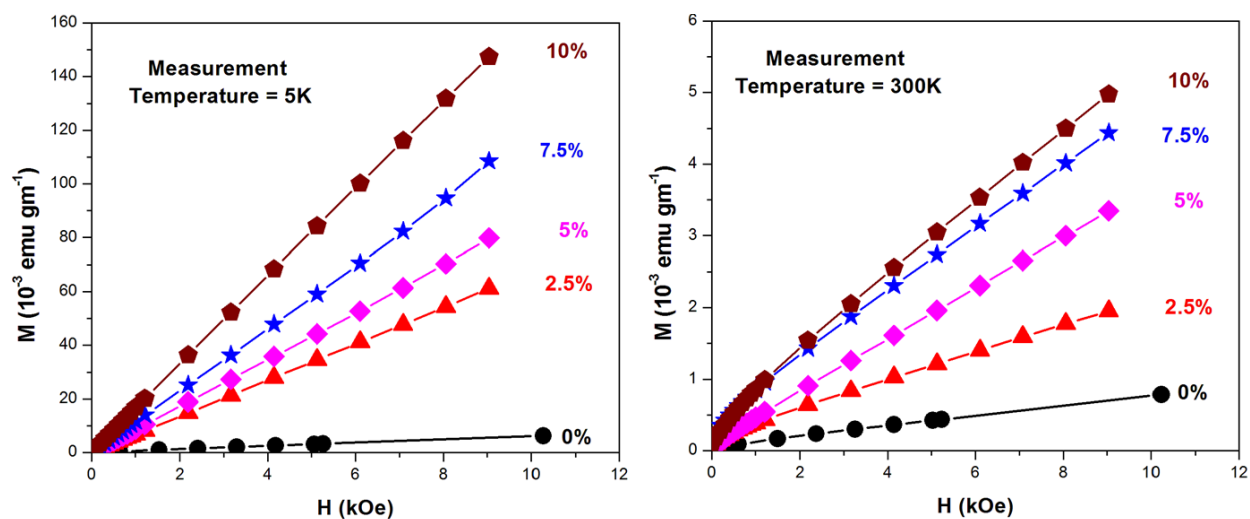 160
140
120
100
80
60
40
20
0
M (10⁻³ emu gm⁻¹)
Measurement
Temperature = 5K
10%
7.5%
5%
2.5%
0%
0 2 4 6 8 10 12
H (kOe)
6
5
4
3
2
1
0
M (10⁻³ emu gm⁻¹)
Measurement
Temperature = 300K
10%
7.5%
5%
2.5%
0%
0 2 4 6 8 10 12
H (kOe)